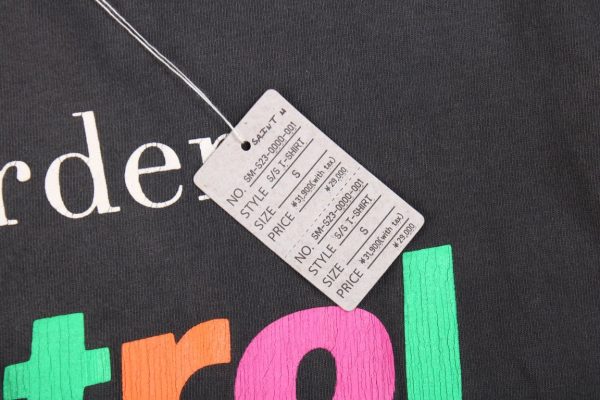 rder
trol
SAINT M
NO. SM-S23-0000-001
STYLE S/S T-SHIRT
SIZE S
PRICE ¥31,900(with tax)
¥29,000
NO. SM-S23-0000-001
STYLE S/S T-SHIRT
SIZE S
PRICE ¥31,900(with tax)
¥29,000